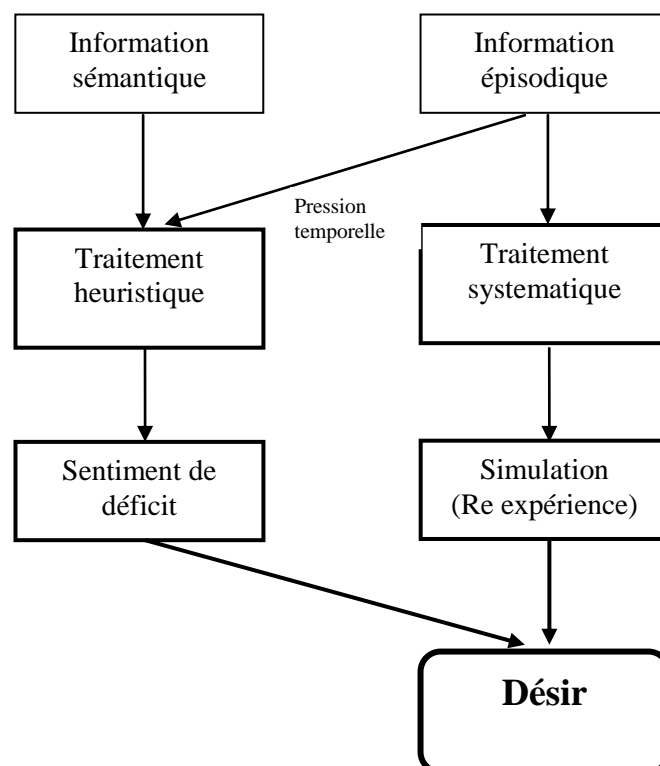 Information
sémantique
Information
épisodique
Pression
temporelle
Traitement
heuristique
Traitement
systematique
Sentiment de
déficit
Simulation
(Re expérience)
Désir